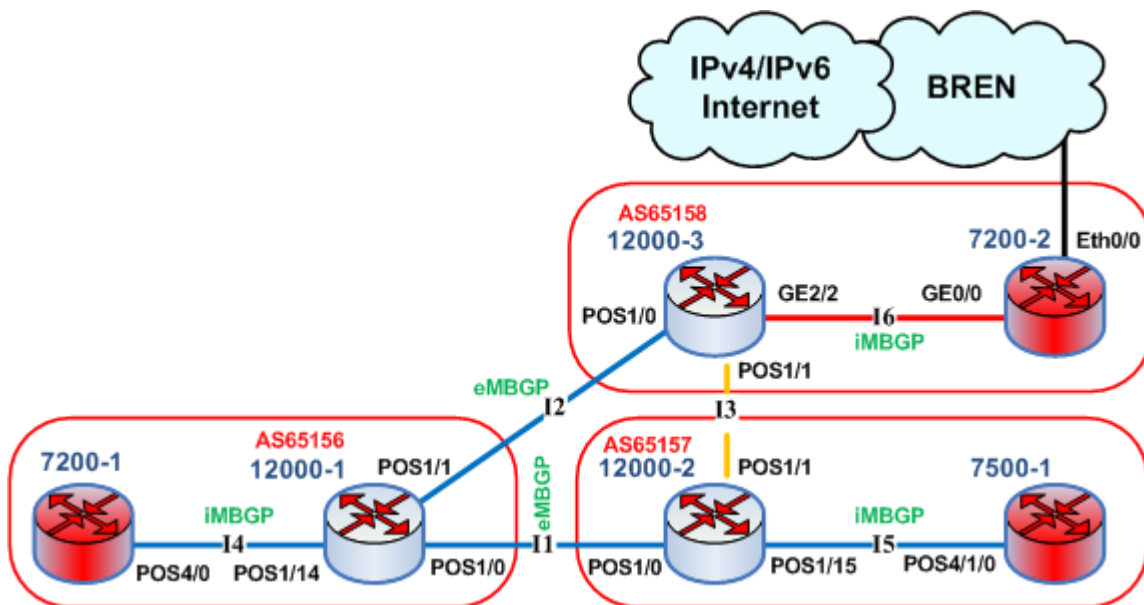 IPv4/IPv6
Internet
BREN
AS65158
12000-3
7200-2
Eth0/0
GE2/2
GE0/0
POS1/0
I6
iMBGP
POS1/1
eMBGP
I2
I3
AS65156
7200-1
12000-1
POS1/1
eMBGP
AS65157
12000-2
POS1/1
7500-1
iMBGP
iMBGP
I4
I1
I5
POS4/0
POS1/14
POS1/0
POS1/0
POS1/15
POS4/1/0